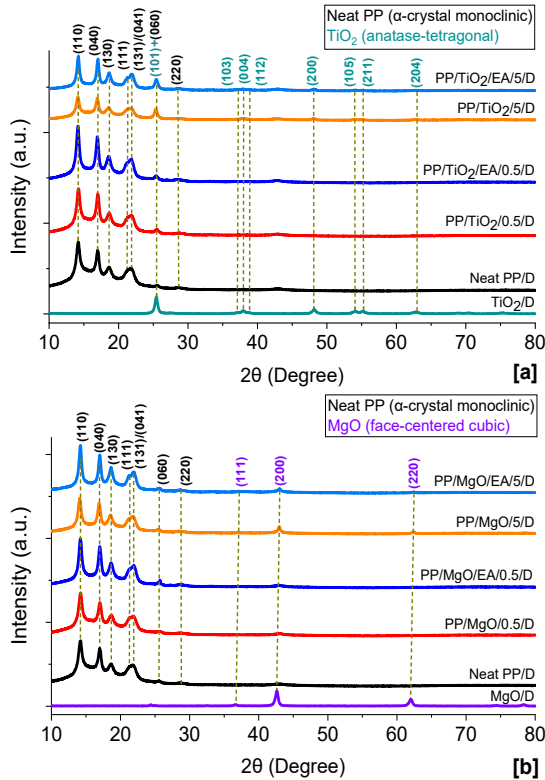 Neat PP (α-crystal monoclinic)
TiO₂ (anatase-tetragonal)
(110)
(040)
(130)
(111)
(131)/(041)
(101)+(060)
(220)
(103)
(004)
(112)
(200)
(105)
(211)
(204)
PP/TiO₂/EA/5/D
PP/TiO₂/5/D
PP/TiO₂/EA/0.5/D
PP/TiO₂/0.5/D
Neat PP/D
TiO₂/D
Intensity (a.u.)
10 20 30 40 50 60 70 80
2θ (Degree)
[a]
Neat PP (α-crystal monoclinic)
MgO (face-centered cubic)
(110)
(040)
(130)
(111)
(131)/(041)
(060)
(220)
(111)
(200)
(220)
PP/MgO/EA/5/D
PP/MgO/5/D
PP/MgO/EA/0.5/D
PP/MgO/0.5/D
Neat PP/D
MgO/D
Intensity (a.u.)
10 20 30 40 50 60 70 80
2θ (Degree)
[b]